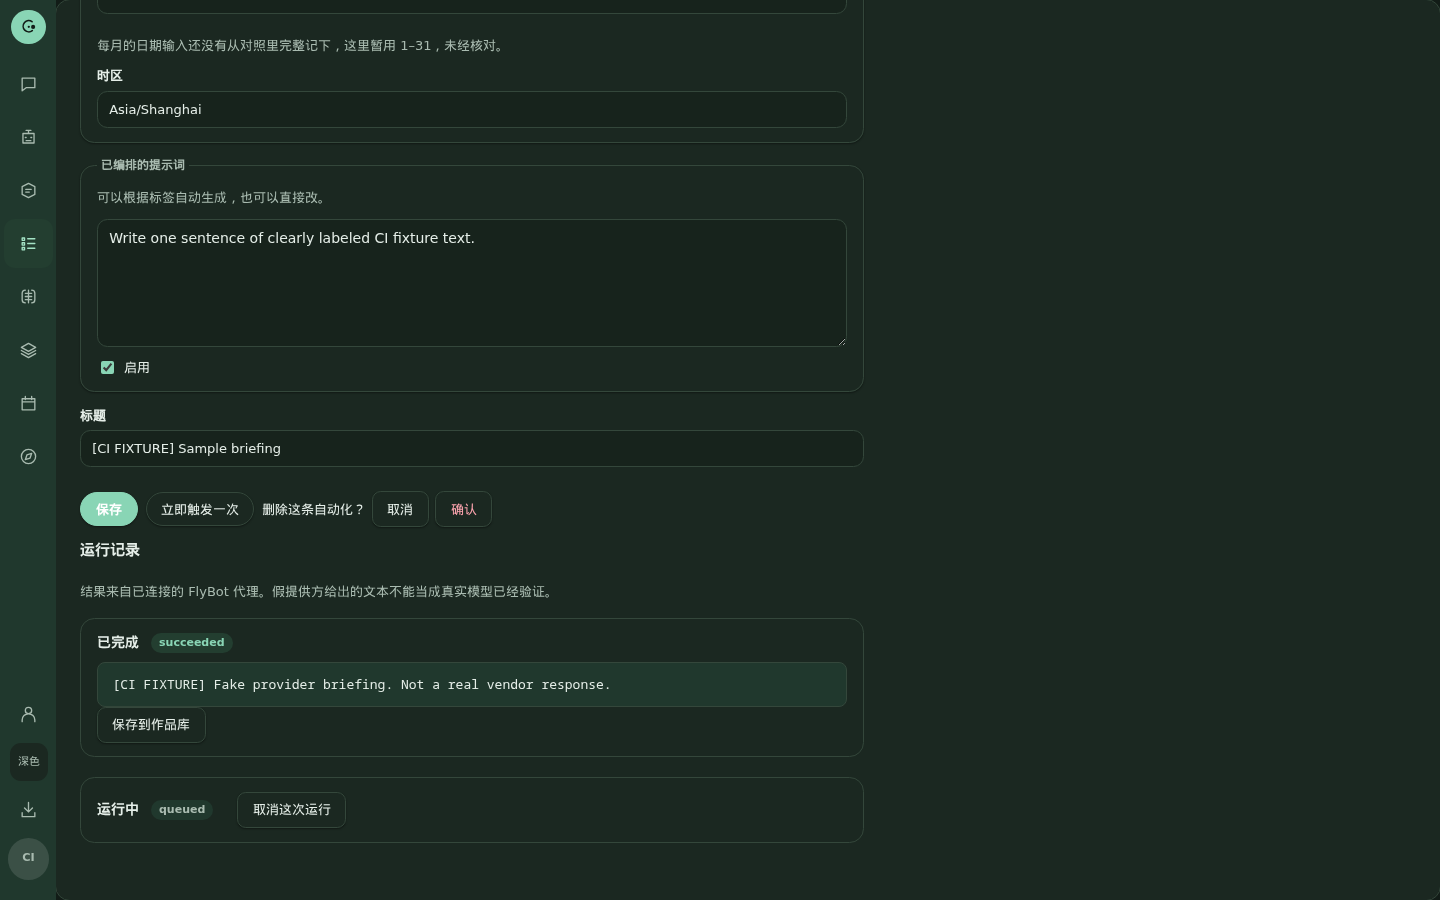 每月的日期输入还没有从对照里完整记下，这里暂用 1–31，未经核对。
时区
Asia/Shanghai
已编排的提示词
可以根据标签自动生成，也可以直接改。
Write one sentence of clearly labeled CI fixture text.
启用
标题
[CI FIXTURE] Sample briefing
保存 立即触发一次 删除这条自动化？ 取消 确认
运行记录
结果来自已连接的 FlyBot 代理。假提供方给出的文本不能当成真实模型已经验证。
已完成 succeeded
[CI FIXTURE] Fake provider briefing. Not a real vendor response.
保存到作品库
运行中 queued 取消这次运行
深色
CI